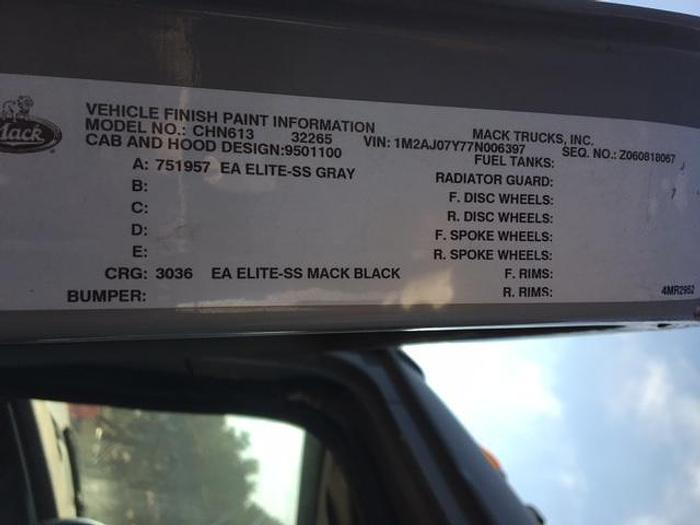 Mack
VEHICLE FINISH PAINT INFORMATION MACK TRUCKS, INC.
MODEL NO.: CHN613 32265 VIN: 1M2AJ07Y77N006397 SEQ. NO.: Z060818067
CAB AND HOOD DESIGN:9501100 FUEL TANKS:
A: 751957 EA ELITE-SS GRAY RADIATOR GUARD:
B: F. DISC WHEELS:
C: R. DISC WHEELS:
D: F. SPOKE WHEELS:
E: R. SPOKE WHEELS:
CRG: 3036 EA ELITE-SS MACK BLACK F. RIMS:
BUMPER: R. RIMS: 4MR2952